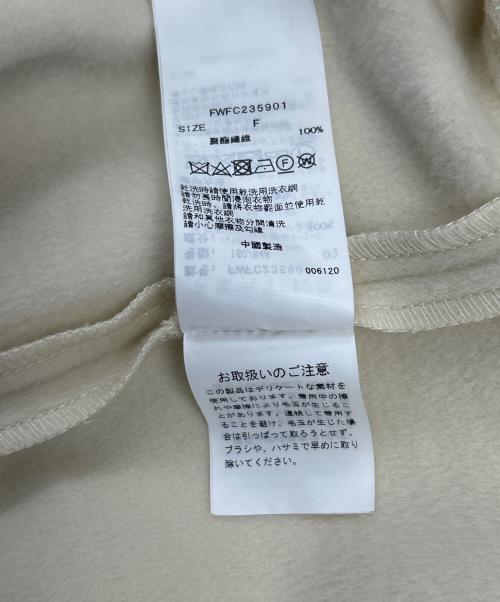 FWFC235901
SIZE F
聚酯纖維 100%
乾洗時請使用乾洗用洗衣網
請勿長時間浸泡衣物
乾洗時、請將衣物翻面並使用乾
洗用洗衣網
請和其他衣物分開清洗
請小心摩擦及勾線
中國製造
006120
お取扱いのご注意
この製品はデリケートな素材を
使用しております。着用中の擦
れや摩擦により毛玉が生じるこ
とがあります。連続して着用す
ることを避け、毛玉が生じた場
合は引っぱって取ろうとせず、
ブラシや、ハサミで早めに取り
除いてください。